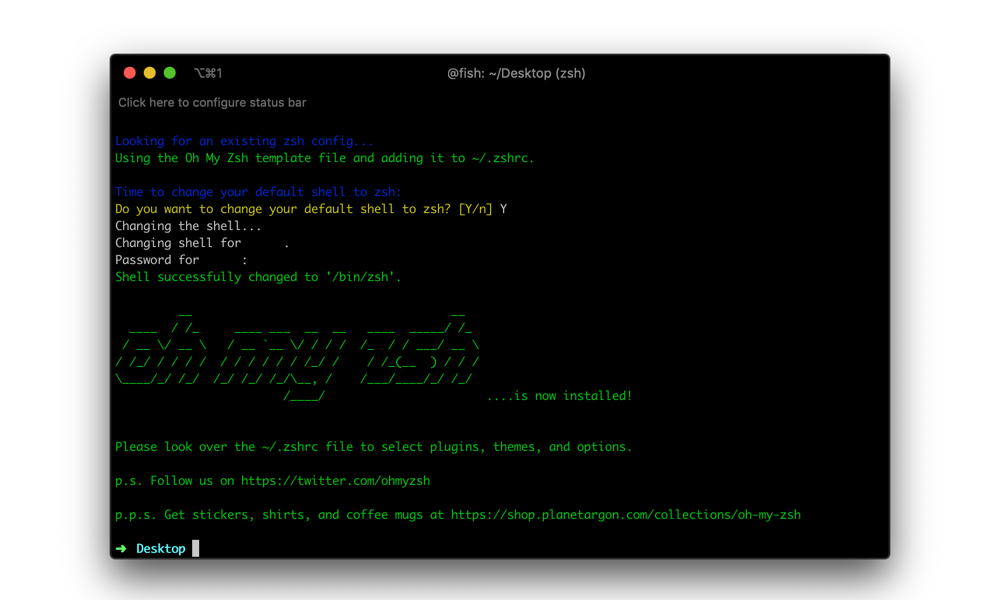 ⌥⌘1
@fish: ~/Desktop (zsh)
Click here to configure status bar
Looking for an existing zsh config...
Using the Oh My Zsh template file and adding it to ~/.zshrc.
Time to change your default shell to zsh:
Do you want to change your default shell to zsh? [Y/n] Y
Changing the shell...
Changing shell for      .
Password for      :
Shell successfully changed to '/bin/zsh'.
oh my zsh
....is now installed!
Please look over the ~/.zshrc file to select plugins, themes, and options.
p.s. Follow us on https://twitter.com/ohmyzsh
p.p.s. Get stickers, shirts, and coffee mugs at https://shop.planetargon.com/collections/oh-my-zsh
➜ Desktop